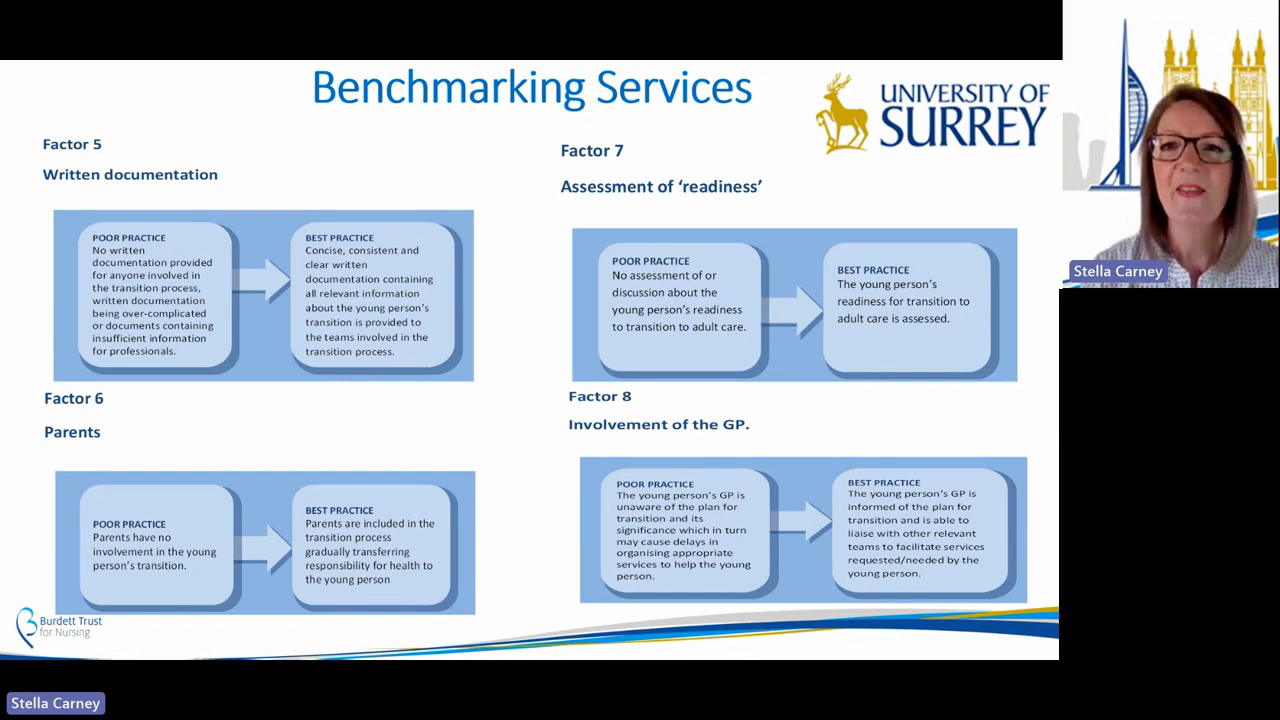 Benchmarking Services
UNIVERSITY OF
SURREY
Factor 5
Written documentation
POOR PRACTICE
No written
documentation provided
for anyone involved in
the transition process,
written documentation
being over-complicated
or documents containing
insufficient information
for professionals.
BEST PRACTICE
Concise, consistent and
clear written
documentation containing
all relevant information
about the young person's
transition is provided to
the teams involved in the
transition process.
Factor 6
Parents
POOR PRACTICE
Parents have no
involvement in the young
person's transition.
BEST PRACTICE
Parents are included in the
transition process
gradually transferring
responsibility for health to
the young person
Factor 7
Assessment of ‘readiness’
POOR PRACTICE
No assessment of or
discussion about the
young person's readiness
to transition to adult care.
BEST PRACTICE
The young person's
readiness for transition to
adult care is assessed.
Factor 8
Involvement of the GP.
POOR PRACTICE
The young person's GP is
unaware of the plan for
transition and its
significance which in turn
may cause delays in
organising appropriate
services to help the young
person.
BEST PRACTICE
The young person's GP is
informed of the plan for
transition and is able to
liaise with other relevant
teams to facilitate services
requested/needed by the
young person.
Burdett Trust
for Nursing
Stella Carney
Stella Carney